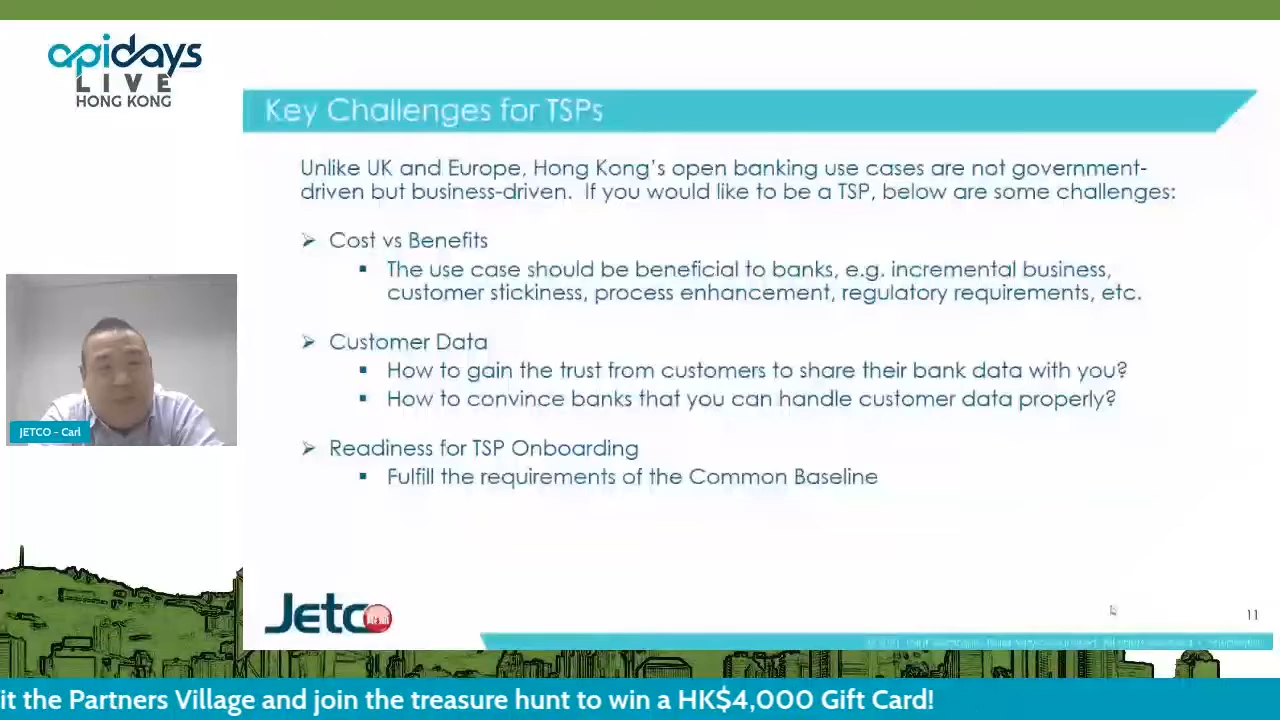 apidays
LIVE
HONG KONG
Key Challenges for TSPs
Unlike UK and Europe, Hong Kong's open banking use cases are not government-
driven but business-driven. If you would like to be a TSP, below are some challenges:
➢ Cost vs Benefits
▪ The use case should be beneficial to banks, e.g. incremental business,
customer stickiness, process enhancement, regulatory requirements, etc.
➢ Customer Data
▪ How to gain the trust from customers to share their bank data with you?
▪ How to convince banks that you can handle customer data properly?
➢ Readiness for TSP Onboarding
▪ Fulfill the requirements of the Common Baseline
JETCO - Carl
Jetco
11
it the Partners Village and join the treasure hunt to win a HK$4,000 Gift Card!